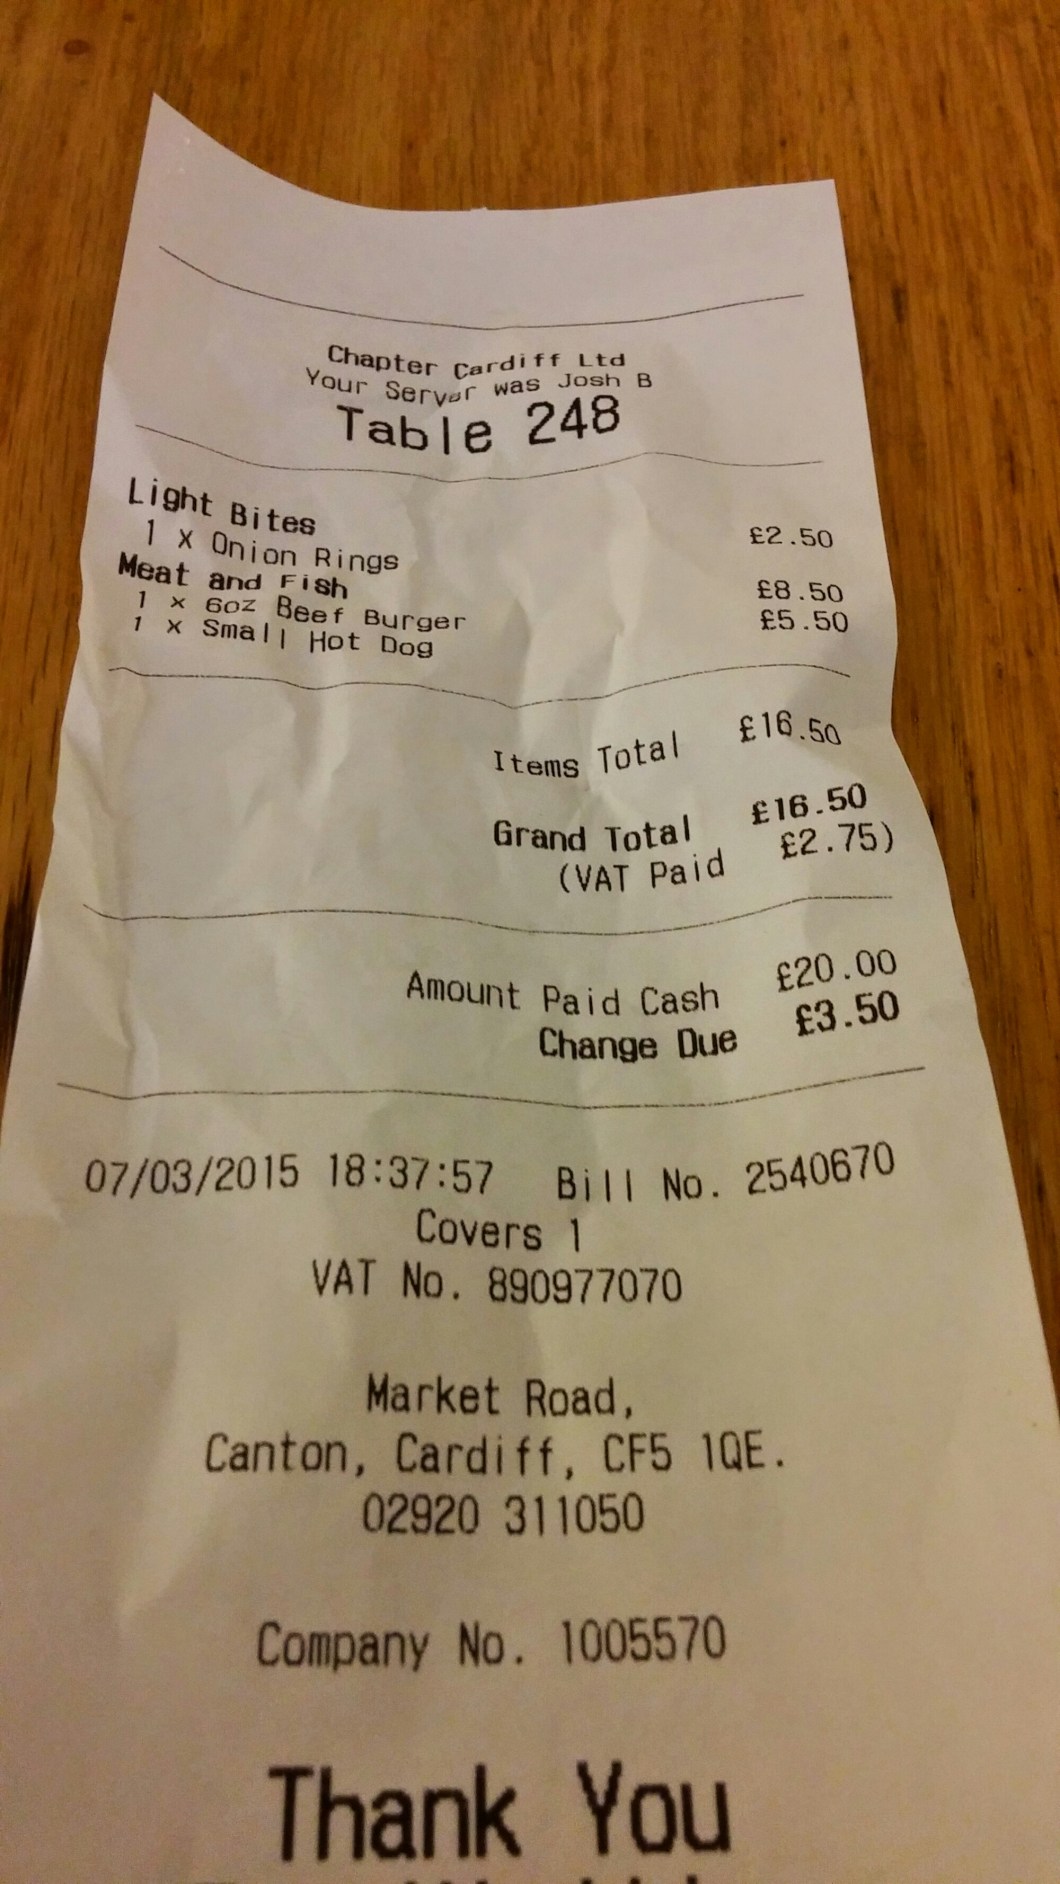 Chapter Cardiff Ltd
Your Server was Josh B
Table 248
Light Bites
1 x Onion Rings £2.50
Meat and Fish
1 x 6oz Beef Burger £8.50
1 x Small Hot Dog £5.50
Items Total £16.50
Grand Total £16.50
(VAT Paid £2.75)
Amount Paid Cash £20.00
Change Due £3.50
07/03/2015 18:37:57 Bill No. 2540670
Covers 1
VAT No. 890977070
Market Road,
Canton, Cardiff, CF5 1QE.
02920 311050
Company No. 1005570
Thank You